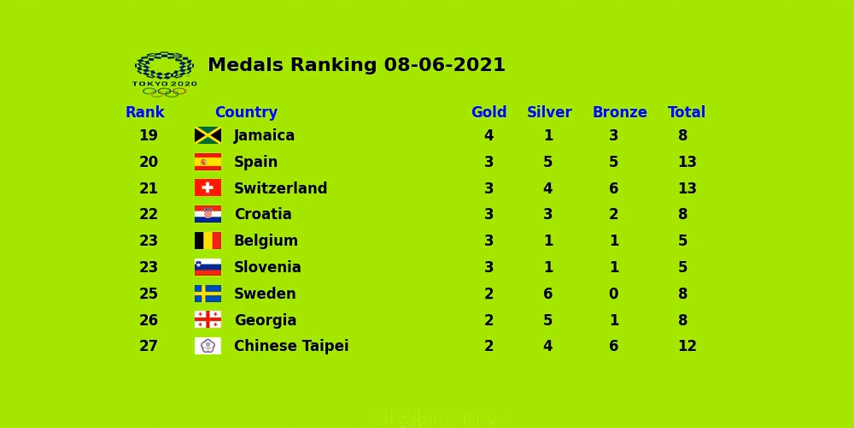 Medals Ranking 08-06-2021
TOKYO 2020
Rank Country Gold Silver Bronze Total
19 Jamaica 4 1 3 8
20 Spain 3 5 5 13
21 Switzerland 3 4 6 13
22 Croatia 3 3 2 8
23 Belgium 3 1 1 5
23 Slovenia 3 1 1 5
25 Sweden 2 6 0 8
26 Georgia 2 5 1 8
27 Chinese Taipei 2 4 6 12